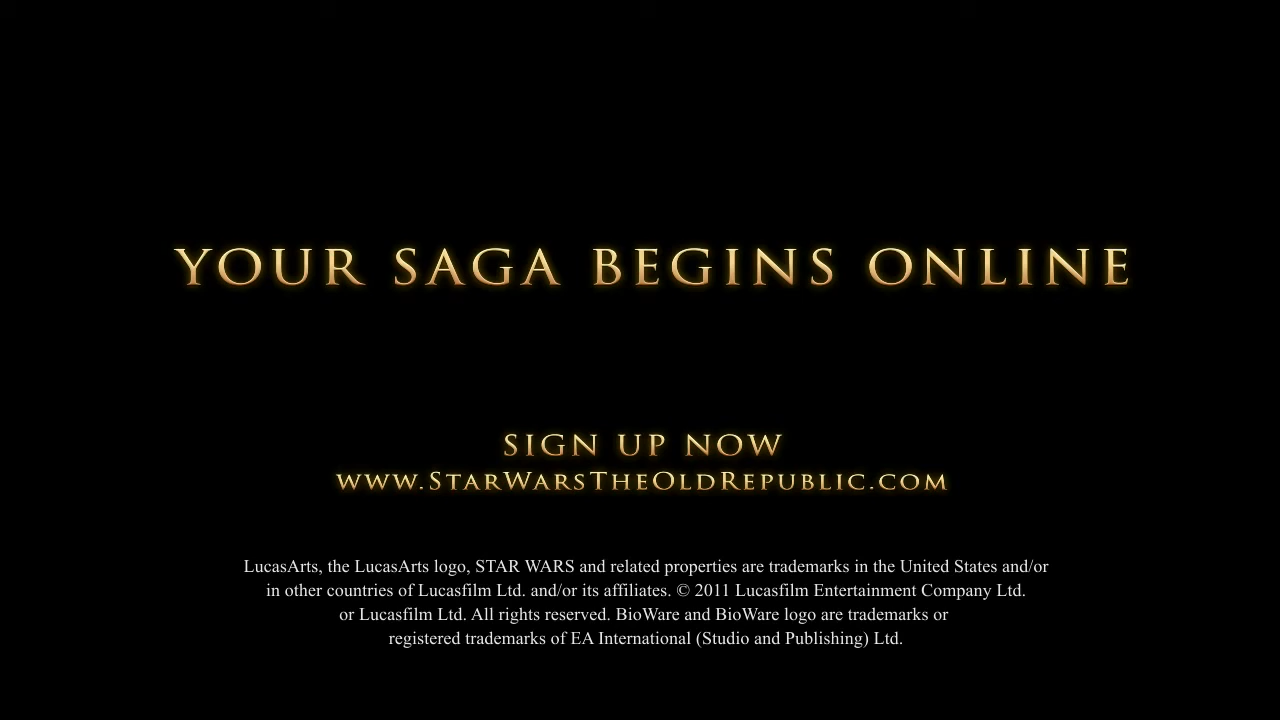 YOUR SAGA BEGINS ONLINE
SIGN UP NOW
www.StarWarsTheOldRepublic.com
LucasArts, the LucasArts logo, STAR WARS and related properties are trademarks in the United States and/or
in other countries of Lucasfilm Ltd. and/or its affiliates. © 2011 Lucasfilm Entertainment Company Ltd.
or Lucasfilm Ltd. All rights reserved. BioWare and BioWare logo are trademarks or
registered trademarks of EA International (Studio and Publishing) Ltd.